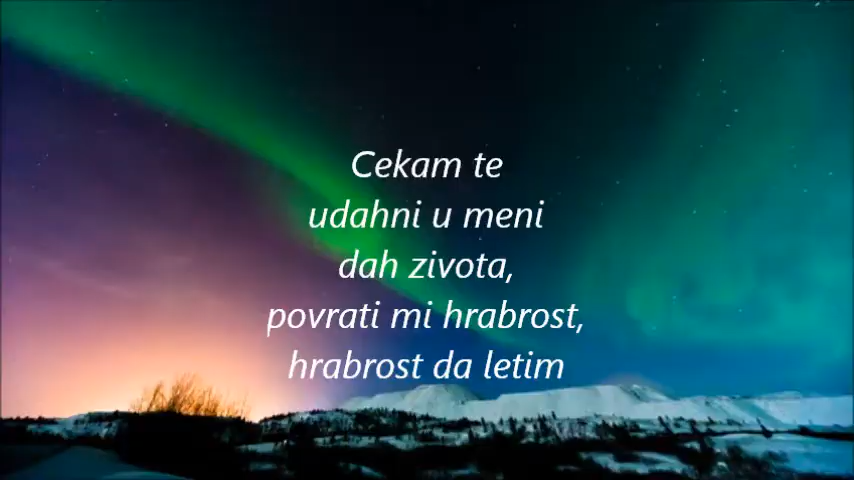 Cekam te
udahni u meni
dah zivota,
povrati mi hrabrost,
hrabrost da letim